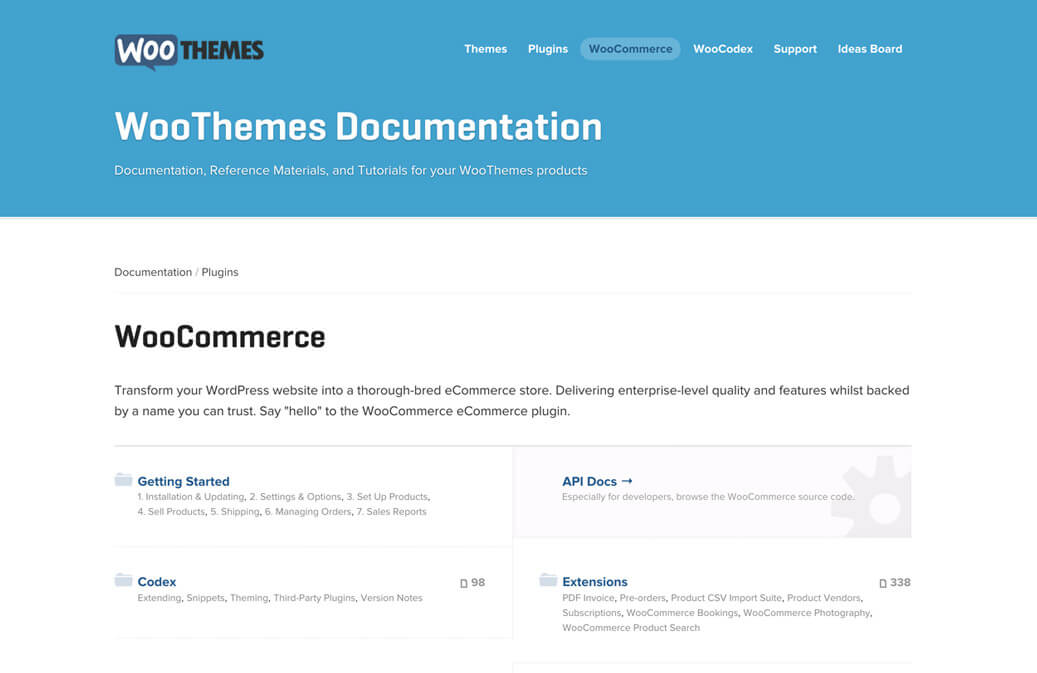 WOO THEMES
Themes Plugins WooCommerce WooCodex Support Ideas Board
WooThemes Documentation
Documentation, Reference Materials, and Tutorials for your WooThemes products
Documentation / Plugins
WooCommerce
Transform your WordPress website into a thorough-bred eCommerce store. Delivering enterprise-level quality and features whilst backed
by a name you can trust. Say "hello" to the WooCommerce eCommerce plugin.
Getting Started
1. Installation & Updating, 2. Settings & Options, 3. Set Up Products,
4. Sell Products, 5. Shipping, 6. Managing Orders, 7. Sales Reports
API Docs →
Especially for developers, browse the WooCommerce source code.
Codex 98
Extending, Snippets, Theming, Third-Party Plugins, Version Notes
Extensions 338
PDF Invoice, Pre-orders, Product CSV Import Suite, Product Vendors,
Subscriptions, WooCommerce Bookings, WooCommerce Photography,
WooCommerce Product Search